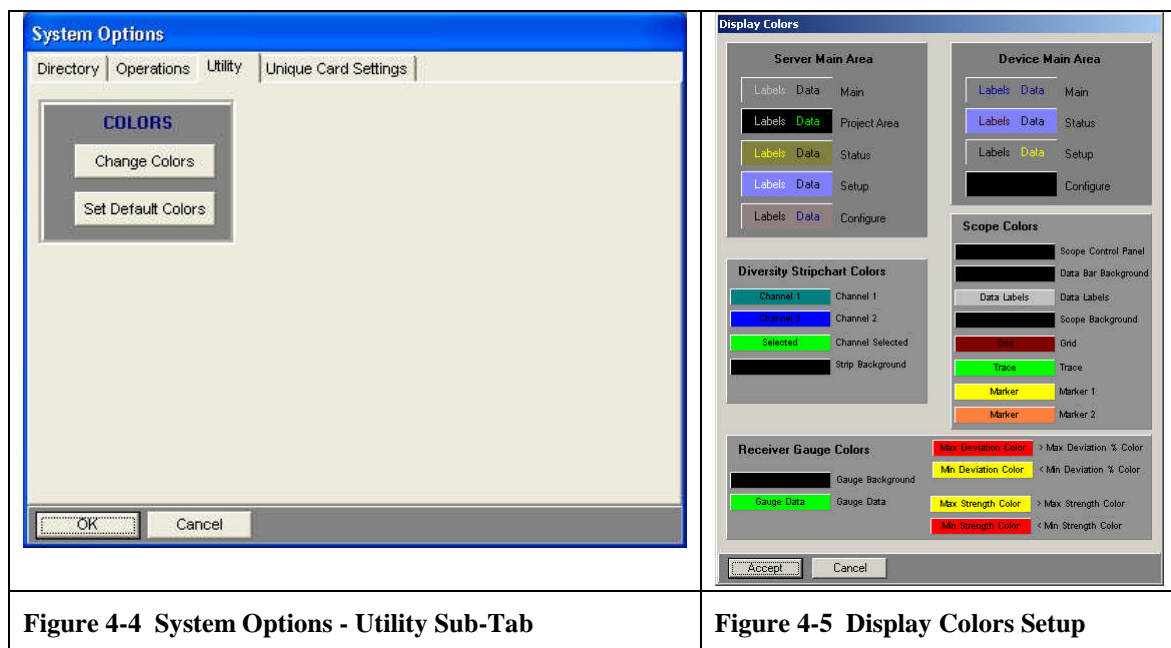 System Options
Directory Operations Utility Unique Card Settings
COLORS
Change Colors
Set Default Colors
OK Cancel
Figure 4-4 System Options - Utility Sub-Tab
Display Colors
Server Main Area
Labels Data Main
Labels Data Project Area
Labels Data Status
Labels Data Setup
Labels Data Configure
Device Main Area
Labels Data Main
Labels Data Status
Labels Data Setup
Configure
Diversity Stripchart Colors
Channel 1 Channel 1
Channel 2 Channel 2
Selected Channel Selected
Strip Background
Scope Colors
Scope Control Panel
Data Bar Background
Data Labels Data Labels
Scope Background
Grid Grid
Trace Trace
Marker Marker 1
Marker Marker 2
Receiver Gauge Colors
Gauge Background
Gauge Data Gauge Data
Max Deviation Color > Max Deviation % Color
Min Deviation Color < Min Deviation % Color
Max Strength Color > Max Strength Color
Min Strength Color < Min Strength Color
Accept Cancel
Figure 4-5 Display Colors Setup